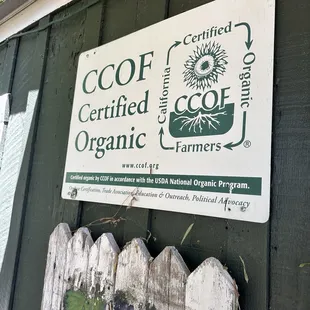 CCOF
Certified
Organic
www.ccof.org
California
Certified
Organic
CCOF
Farmers
®
Certified organic by CCOF in accordance with the USDA National Organic Program.
Certification, Trade Association, Education & Outreach, Political Advocacy